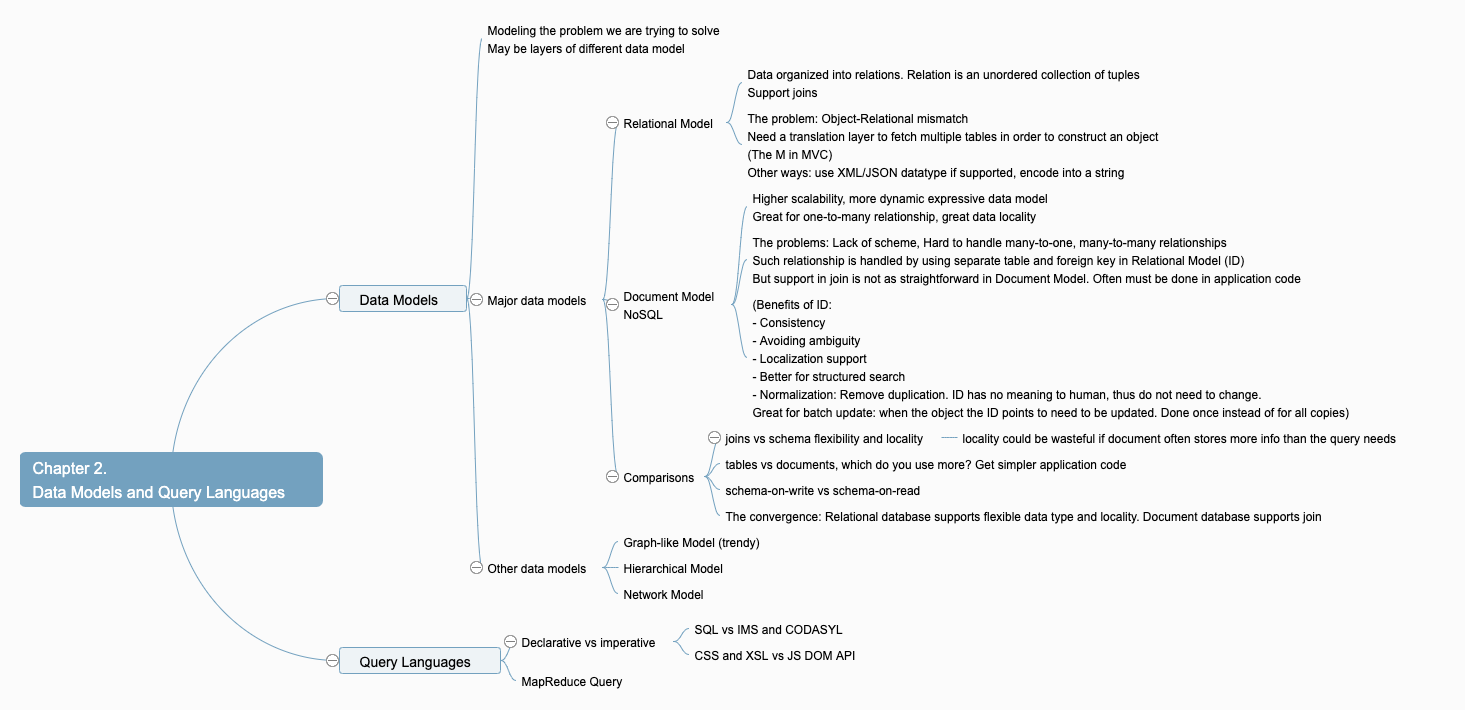 Chapter 2.
Data Models and Query Languages
Data Models
Modeling the problem we are trying to solve
May be layers of different data model
Major data models
Relational Model
Data organized into relations. Relation is an unordered collection of tuples
Support joins
The problem: Object-Relational mismatch
Need a translation layer to fetch multiple tables in order to construct an object
(The M in MVC)
Other ways: use XML/JSON datatype if supported, encode into a string
Document Model
NoSQL
Higher scalability, more dynamic expressive data model
Great for one-to-many relationship, great data locality
The problems: Lack of scheme, Hard to handle many-to-one, many-to-many relationships
Such relationship is handled by using separate table and foreign key in Relational Model (ID)
But support in join is not as straightforward in Document Model. Often must be done in application code
(Benefits of ID:
- Consistency
- Avoiding ambiguity
- Localization support
- Better for structured search
- Normalization: Remove duplication. ID has no meaning to human, thus do not need to change.
Great for batch update: when the object the ID points to need to be updated. Done once instead of for all copies)
Comparisons
joins vs schema flexibility and locality
locality could be wasteful if document often stores more info than the query needs
tables vs documents, which do you use more? Get simpler application code
schema-on-write vs schema-on-read
The convergence: Relational database supports flexible data type and locality. Document database supports join
Other data models
Graph-like Model (trendy)
Hierarchical Model
Network Model
Query Languages
Declarative vs imperative
SQL vs IMS and CODASYL
CSS and XSL vs JS DOM API
MapReduce Query